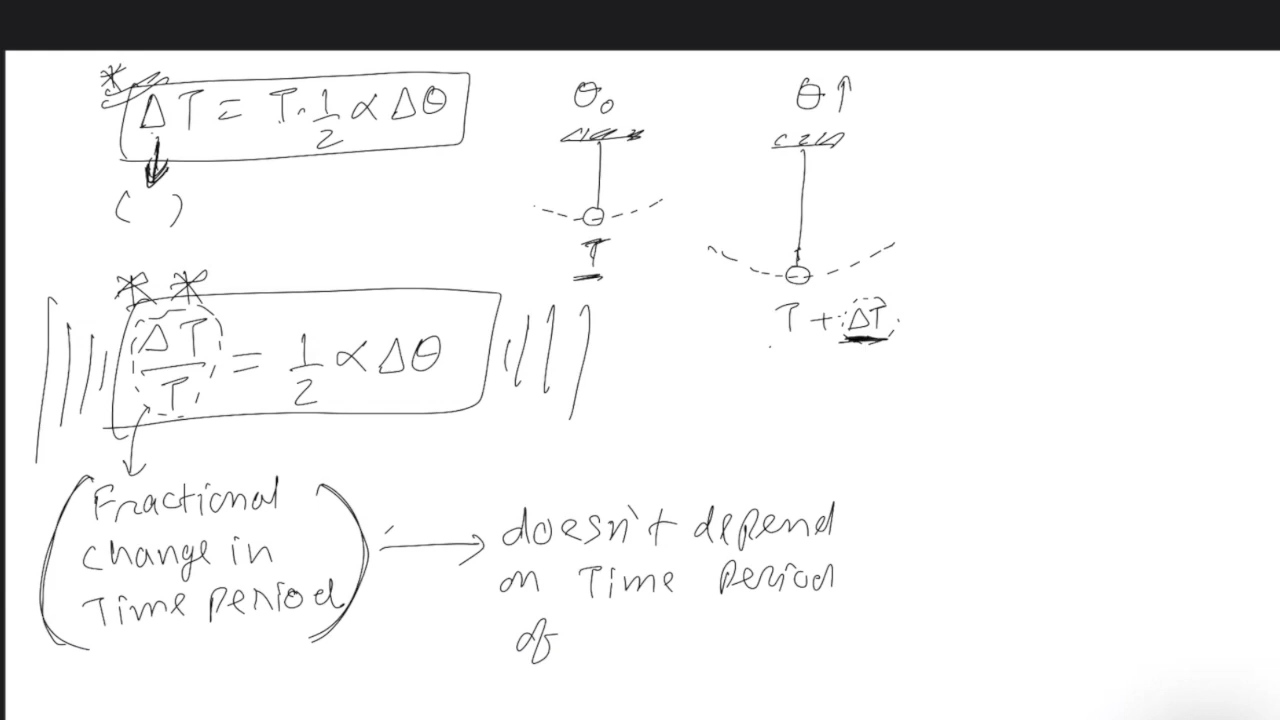 * ΔT = T·1/2 α Δθ
( )
θ₀
θ↑
T
T + ΔT
* *
ΔT/T = 1/2 α Δθ
(Fractional
change in
Time period)
→ doesn't depend
on Time period
of